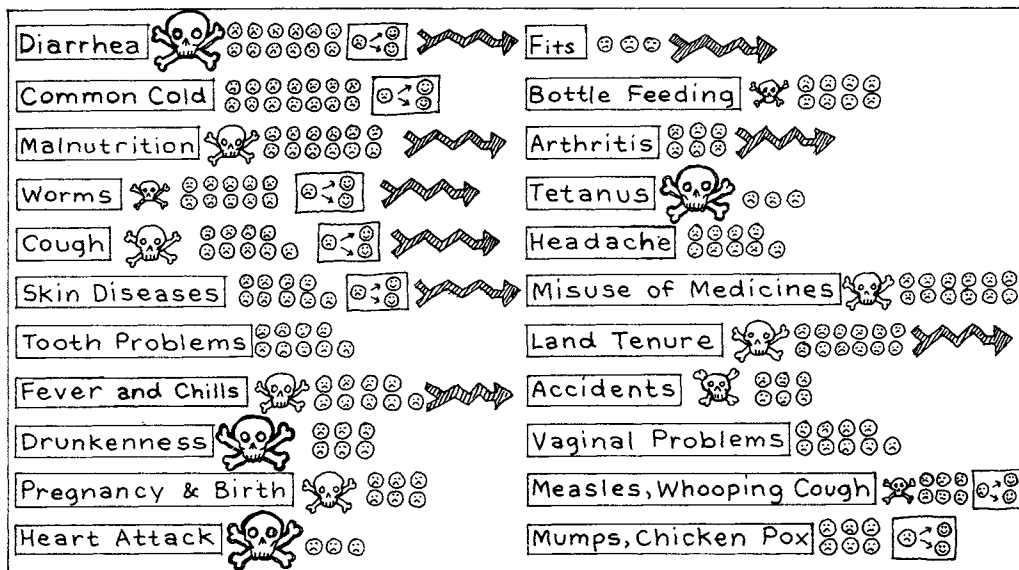 Diarrhea
Common Cold
Malnutrition
Worms
Cough
Skin Diseases
Tooth Problems
Fever and Chills
Drunkenness
Pregnancy & Birth
Heart Attack
Fits
Bottle Feeding
Arthritis
Tetanus
Headache
Misuse of Medicines
Land Tenure
Accidents
Vaginal Problems
Measles, Whooping Cough
Mumps, Chicken Pox